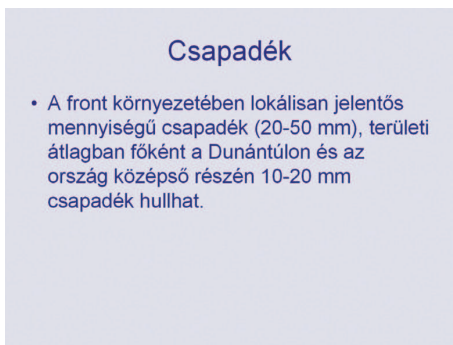 Csapadék
• A front környezetében lokálisan jelentős
mennyiségű csapadék (20-50 mm), területi
átlagban főként a Dunántúlon és az
ország középső részén 10-20 mm
csapadék hullhat.